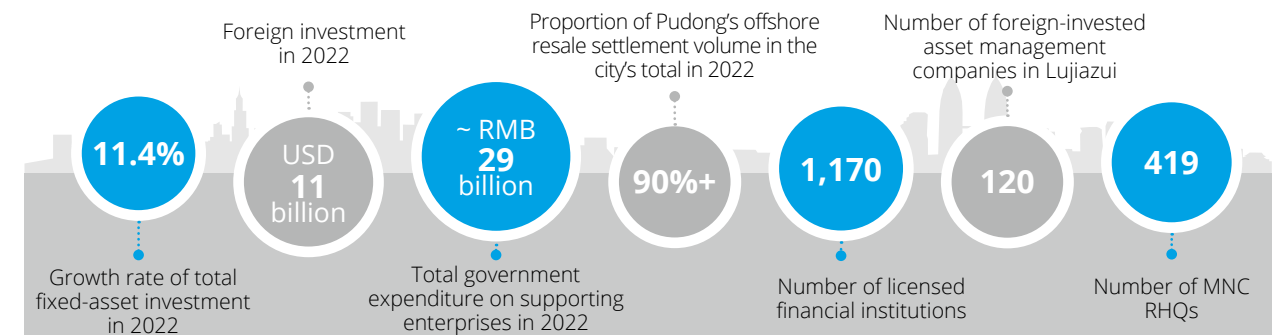 11.4%
Growth rate of total
fixed-asset investment
in 2022
Foreign investment
in 2022
USD
11
billion
~ RMB
29
billion
Total government
expenditure on supporting
enterprises in 2022
Proportion of Pudong's offshore
resale settlement volume in the
city's total in 2022
90%+
1,170
Number of licensed
financial institutions
Number of foreign-invested
asset management
companies in Lujiazui
120
419
Number of MNC
RHQs